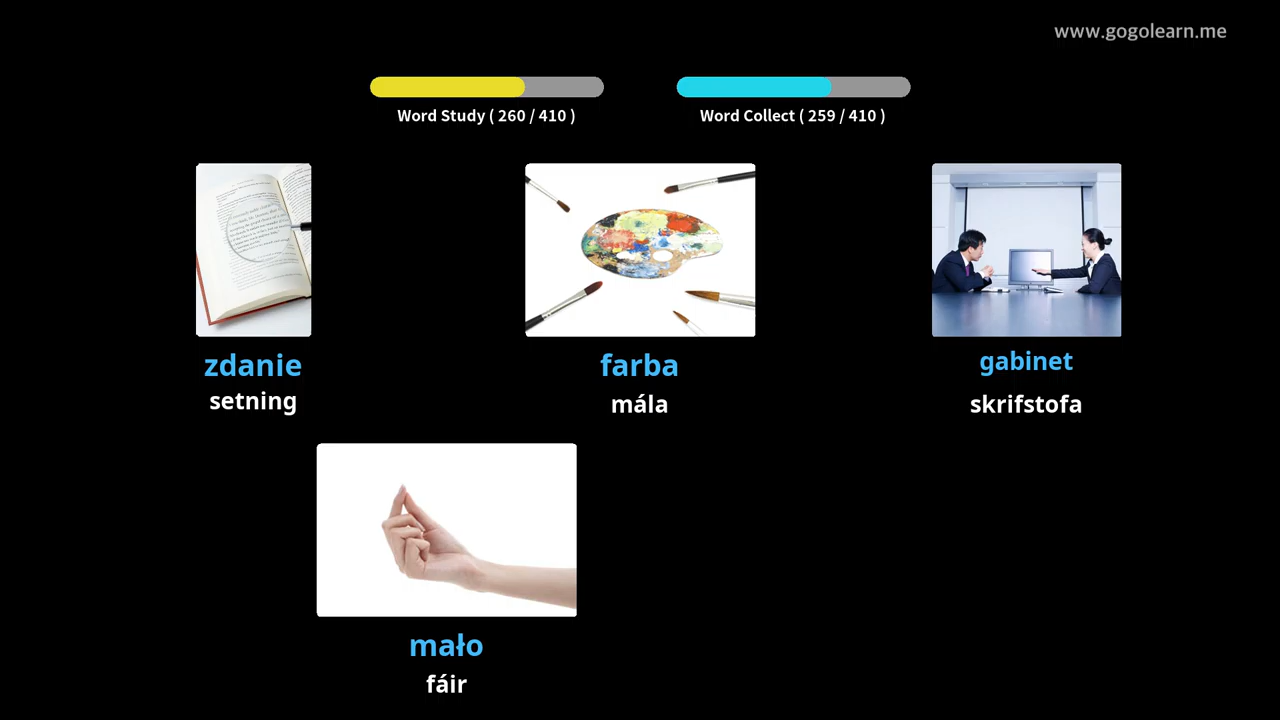 www.gogolearn.me
Word Study ( 260 / 410 )
Word Collect ( 259 / 410 )
zdanie
setning
farba
mála
gabinet
skrifstofa
mało
fáir